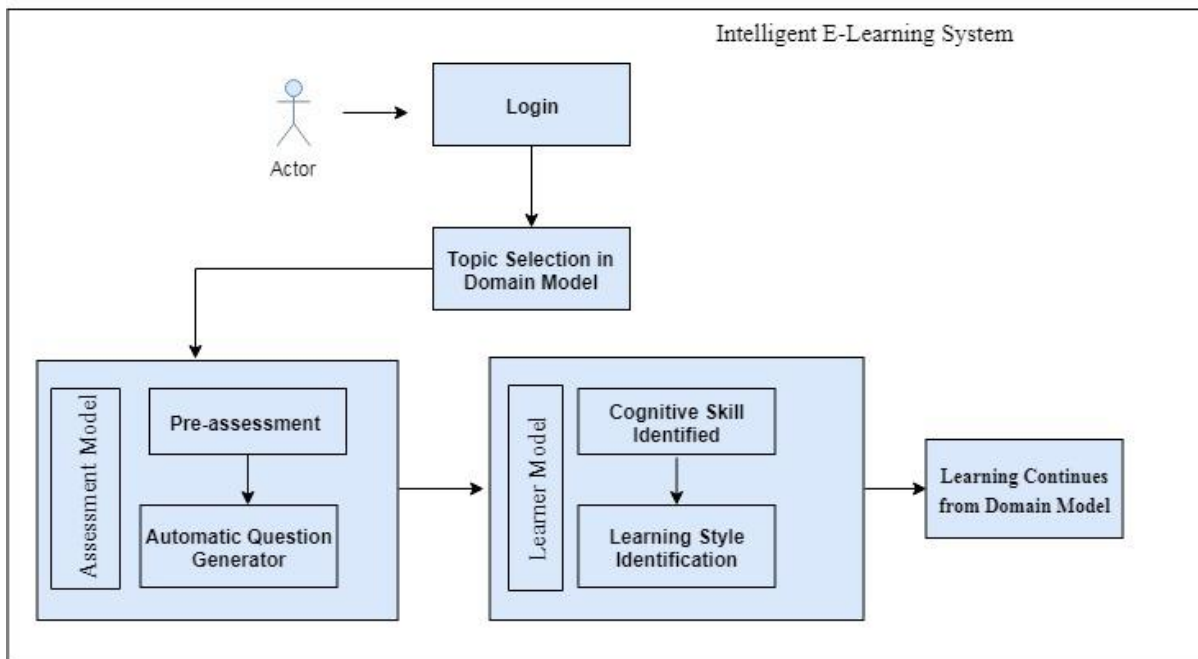 Intelligent E-Learning System
Login
Actor
Topic Selection in
Domain Model
Assessment Model
Pre-assessment
Automatic Question
Generator
Learner Model
Cognitive Skill
Identified
Learning Style
Identification
Learning Continues
from Domain Model